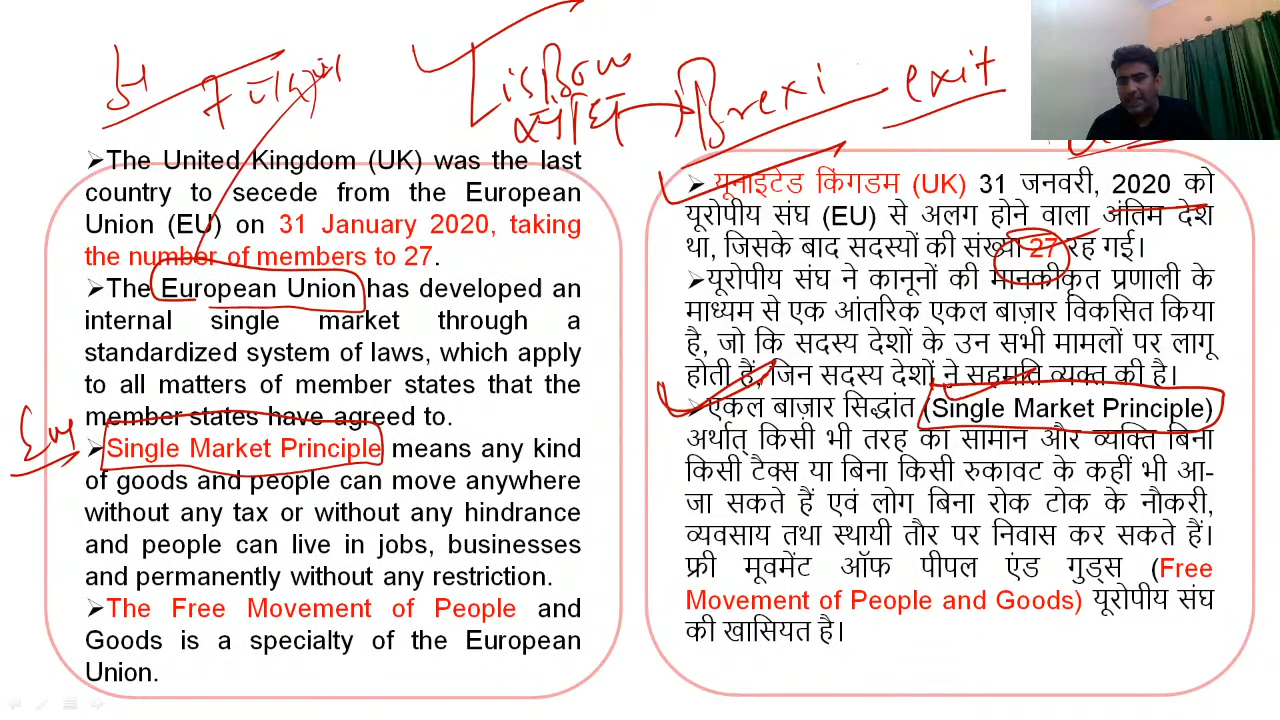 Lisbon
संधि
Brexi
exit
➢The United Kingdom (UK) was the last
country to secede from the European
Union (EU) on 31 January 2020, taking
the number of members to 27.
➢The European Union has developed an
internal single market through a
standardized system of laws, which apply
to all matters of member states that the
member states have agreed to.
➢Single Market Principle means any kind
of goods and people can move anywhere
without any tax or without any hindrance
and people can live in jobs, businesses
and permanently without any restriction.
➢The Free Movement of People and
Goods is a specialty of the European
Union.
➢यूनाइटेड किंगडम (UK) 31 जनवरी, 2020 को
यूरोपीय संघ (EU) से अलग होने वाला अंतिम देश
था, जिसके बाद सदस्यों की संख्या 27 रह गई।
➢यूरोपीय संघ ने कानूनों की मानकीकृत प्रणाली के
माध्यम से एक आंतरिक एकल बाज़ार विकसित किया
है, जो कि सदस्य देशों के उन सभी मामलों पर लागू
होती हैं, जिन सदस्य देशों ने सहमति व्यक्त की है।
➢एकल बाज़ार सिद्धांत (Single Market Principle)
अर्थात् किसी भी तरह का सामान और व्यक्ति बिना
किसी टैक्स या बिना किसी रुकावट के कहीं भी आ-
जा सकते हैं एवं लोग बिना रोक टोक के नौकरी,
व्यवसाय तथा स्थायी तौर पर निवास कर सकते हैं।
फ्री मूवमेंट ऑफ पीपल एंड गुड्स (Free
Movement of People and Goods) यूरोपीय संघ
की खासियत है।